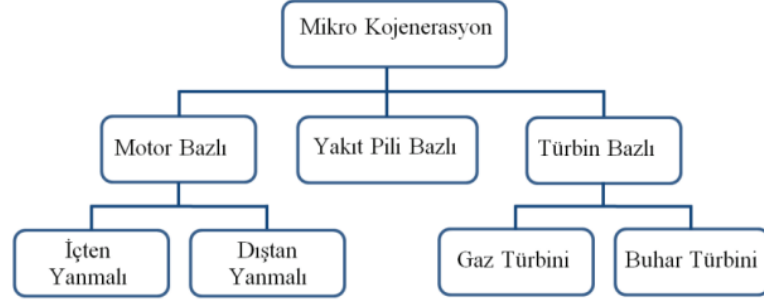 Mikro Kojenerasyon
Motor Bazlı
Yakıt Pili Bazlı
Türbin Bazlı
İçten
Yanmalı
Dıştan
Yanmalı
Gaz Türbini
Buhar Türbini